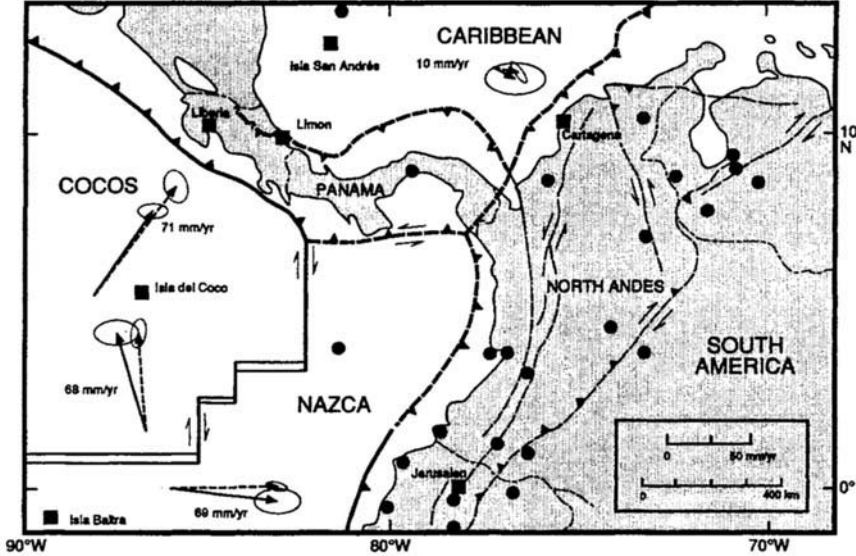 CARIBBEAN
Isla San Andrés
10 mm/yr
Liberia
Limon
Cartagena
10°
N
COCOS
PANAMA
71 mm/yr
Isla del Coco
NORTH ANDES
SOUTH
AMERICA
68 mm/yr
NAZCA
0 50 mm/yr
0 400 km
Jerusalen
0°
69 mm/yr
Isla Baltra
90°W 80°W 70°W